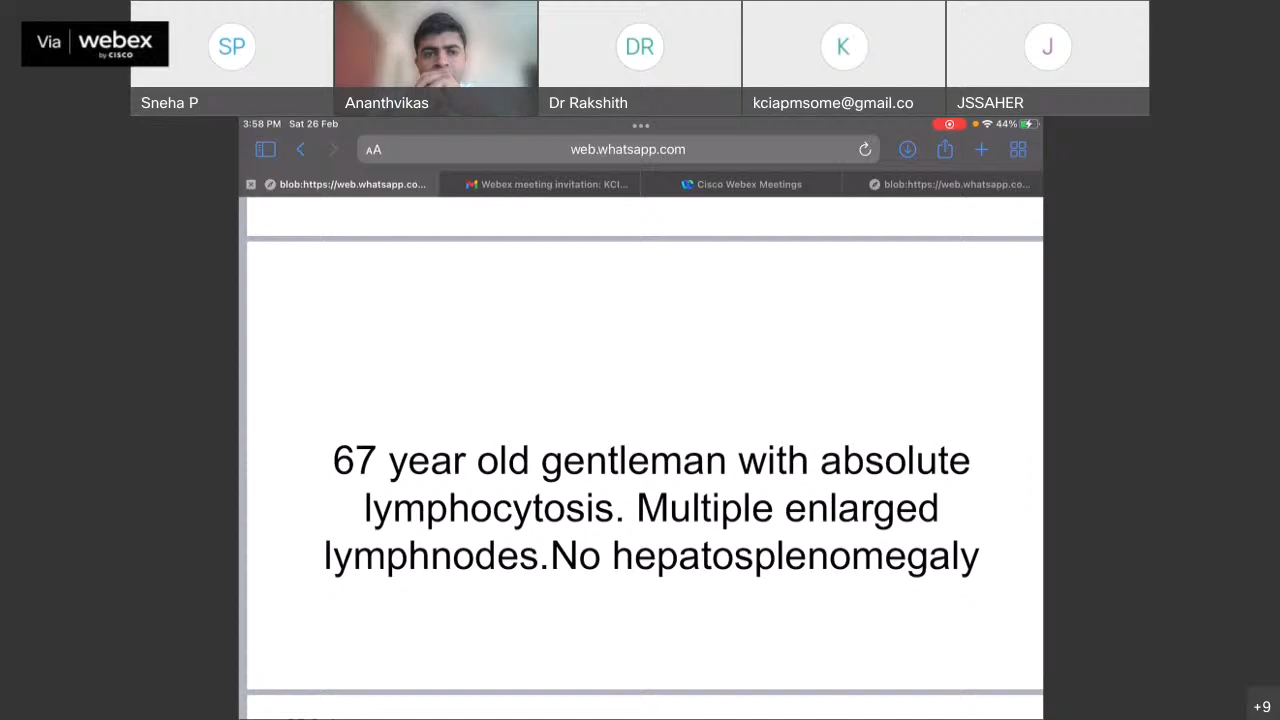 Via webex
by CISCO
SP
DR
K
J
Sneha P
Ananthvikas
Dr Rakshith
kciapmsome@gmail.co
JSSAHER
3:58 PM Sat 26 Feb
44%
AA
web.whatsapp.com
blob:https://web.whatsapp.co...
Webex meeting invitation: KCI...
Cisco Webex Meetings
blob:https://web.whatsapp.co...
67 year old gentleman with absolute
lymphocytosis. Multiple enlarged
lymphnodes.No hepatosplenomegaly
+9